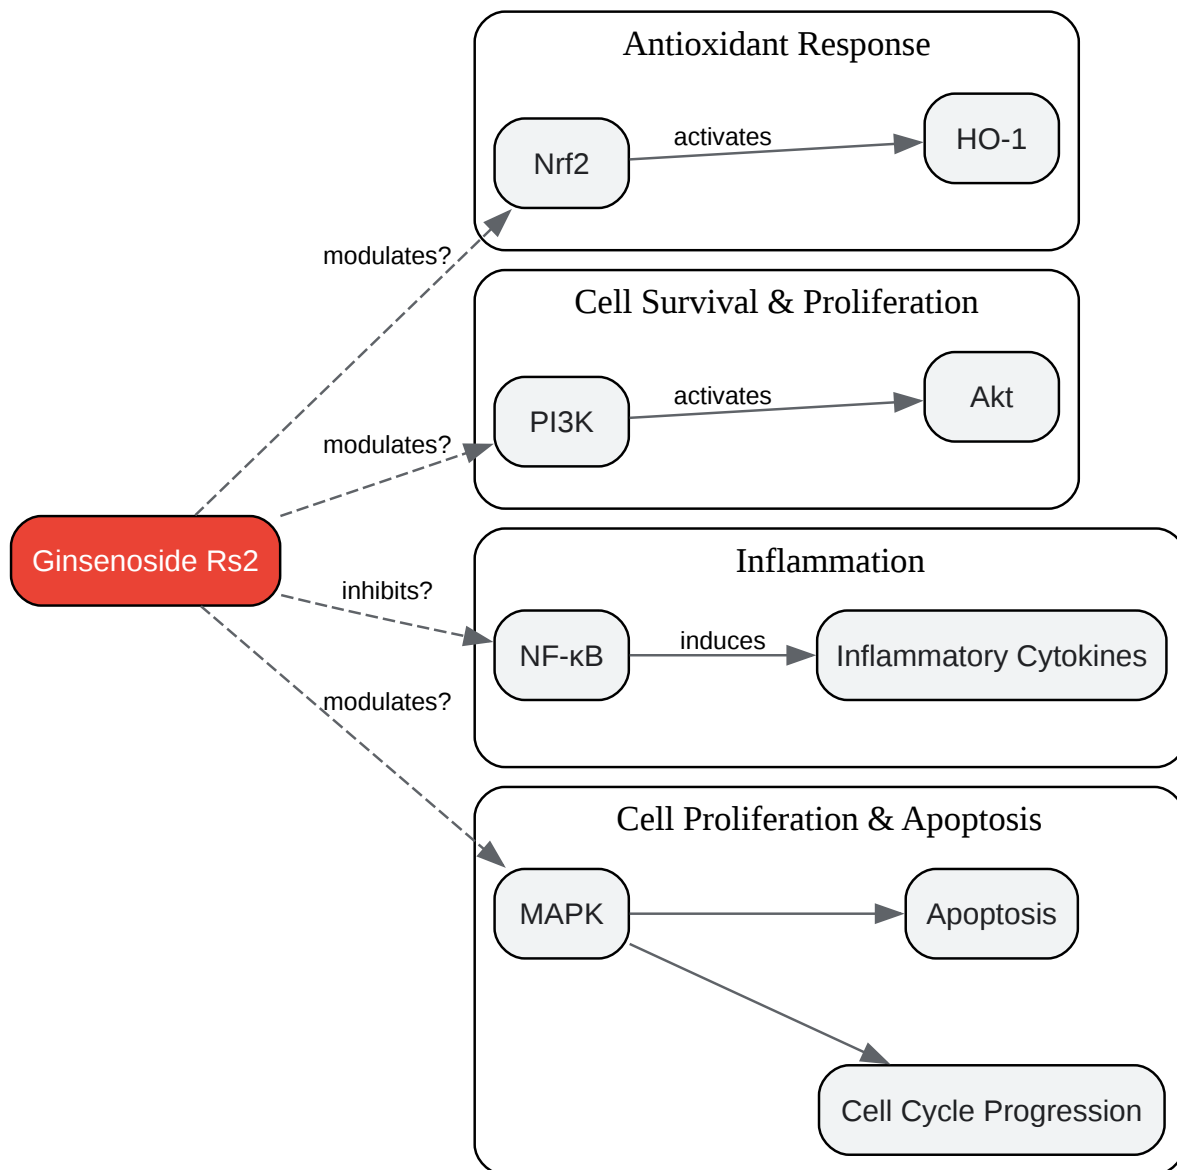 Antioxidant Response
Nrf2
activates
HO-1
modulates?
Cell Survival & Proliferation
PI3K
activates
Akt
modulates?
Ginsenoside Rs2
Inflammation
inhibits?
NF-κB
induces
Inflammatory Cytokines
modulates?
Cell Proliferation & Apoptosis
MAPK
Apoptosis
Cell Cycle Progression